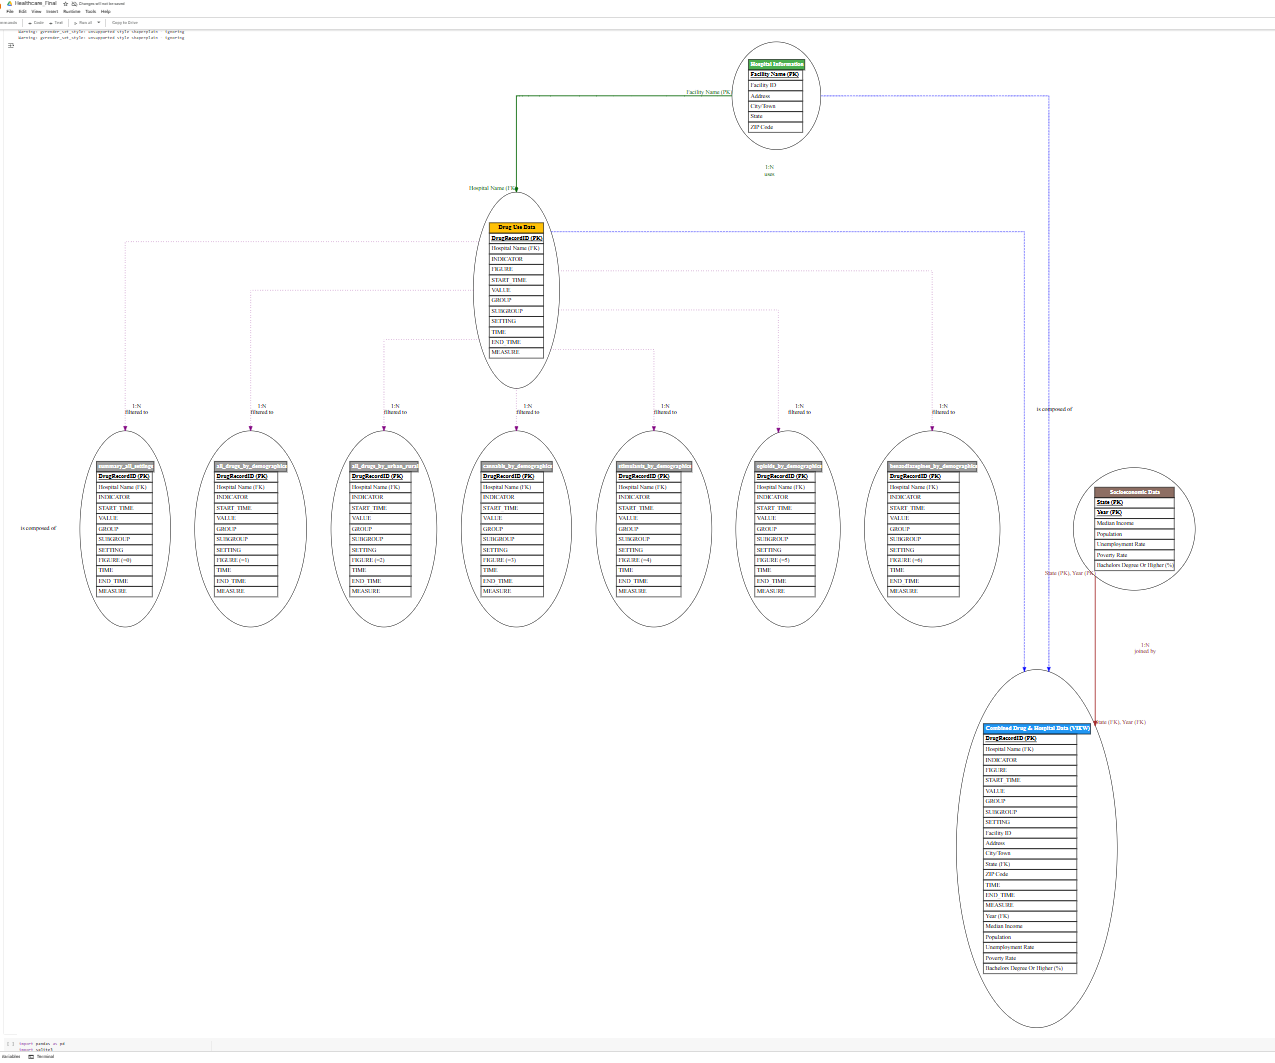 Healthcare_Final
Changes will not be saved
File Edit View Insert Runtime Tools Help
Code Text Run all Copy to Drive
Warning: gvrender_set_style: unsupported style
ignoring
Warning: gvrender_set_style: unsupported style
ignoring
Hospital Information
Facility Name (PK)
Facility ID
Address
City/Town
State
ZIP Code
Facility Name (PK)
1:N
uses
Hospital Name (FK)
Drug Use Data
DrugRecordID (PK)
Hospital Name (FK)
INDICATOR
FIGURE
START_TIME
VALUE
GROUP
SUBGROUP
SETTING
TIME
END_TIME
MEASURE
1:N
filtered to
1:N
filtered to
1:N
filtered to
1:N
filtered to
1:N
filtered to
1:N
filtered to
1:N
filtered to
is composed of
is composed of
summary_all_settings
DrugRecordID (PK)
Hospital Name (FK)
INDICATOR
START_TIME
VALUE
GROUP
SUBGROUP
SETTING
FIGURE (=0)
TIME
END_TIME
MEASURE
all_drugs_by_demographics
DrugRecordID (PK)
Hospital Name (FK)
INDICATOR
START_TIME
VALUE
GROUP
SUBGROUP
SETTING
FIGURE (=1)
TIME
END_TIME
MEASURE
all_drugs_by_urban_rural
DrugRecordID (PK)
Hospital Name (FK)
INDICATOR
START_TIME
VALUE
GROUP
SUBGROUP
SETTING
FIGURE (=2)
TIME
END_TIME
MEASURE
cannabis_by_demographics
DrugRecordID (PK)
Hospital Name (FK)
INDICATOR
START_TIME
VALUE
GROUP
SUBGROUP
SETTING
FIGURE (=3)
TIME
END_TIME
MEASURE
stimulants_by_demographics
DrugRecordID (PK)
Hospital Name (FK)
INDICATOR
START_TIME
VALUE
GROUP
SUBGROUP
SETTING
FIGURE (=4)
TIME
END_TIME
MEASURE
opioids_by_demographics
DrugRecordID (PK)
Hospital Name (FK)
INDICATOR
START_TIME
VALUE
GROUP
SUBGROUP
SETTING
FIGURE (=5)
TIME
END_TIME
MEASURE
benzodiazepines_by_demographics
DrugRecordID (PK)
Hospital Name (FK)
INDICATOR
START_TIME
VALUE
GROUP
SUBGROUP
SETTING
FIGURE (=6)
TIME
END_TIME
MEASURE
Socioeconomic Data
State (PK)
Year (PK)
Median Income
Population
Unemployment Rate
Poverty Rate
Bachelors Degree Or Higher (%)
State (PK), Year (PK)
1:N
joined by
State (FK), Year (FK)
Combined Drug & Hospital Data (VIEW)
DrugRecordID (PK)
Hospital Name (FK)
INDICATOR
FIGURE
START_TIME
VALUE
GROUP
SUBGROUP
SETTING
Facility ID
Address
City/Town
State (FK)
ZIP Code
TIME
END_TIME
MEASURE
Year (FK)
Median Income
Population
Unemployment Rate
Poverty Rate
Bachelors Degree Or Higher (%)
[ ] import pandas as pd
import sqlite3
Variables Terminal